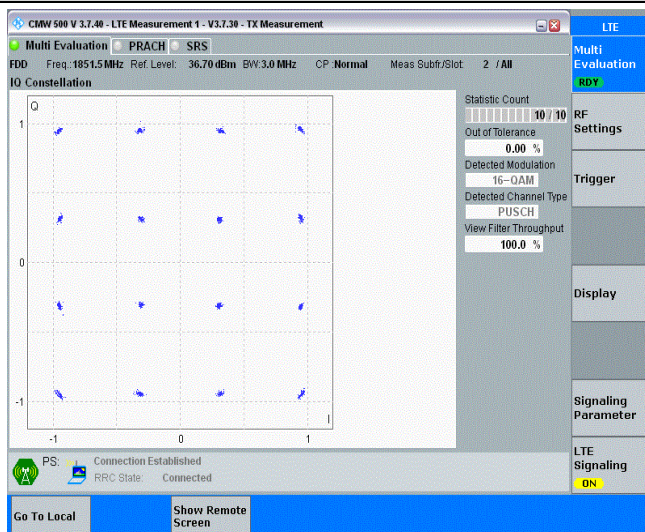 CMW 500 V 3.7.40 - LTE Measurement 1 - V3.7.30 - TX Measurement
LTE
Multi Evaluation PRACH SRS
Multi
Evaluation
RDY
FDD Freq.:1851.5 MHz Ref. Level: 36.70 dBm BW:3.0 MHz CP :Normal Meas Subfr./Slot: 2 / All
IQ Constellation
Q
1
0
-1
-1 0 1
I
Statistic Count
10 / 10
Out of Tolerance
0.00 %
Detected Modulation
16-QAM
Detected Channel Type
PUSCH
View Filter Throughput
100.0 %
RF
Settings
Trigger
Display
Signaling
Parameter
LTE
Signaling
ON
PS: Connection Established
RRC State: Connected
Go To Local
Show Remote
Screen